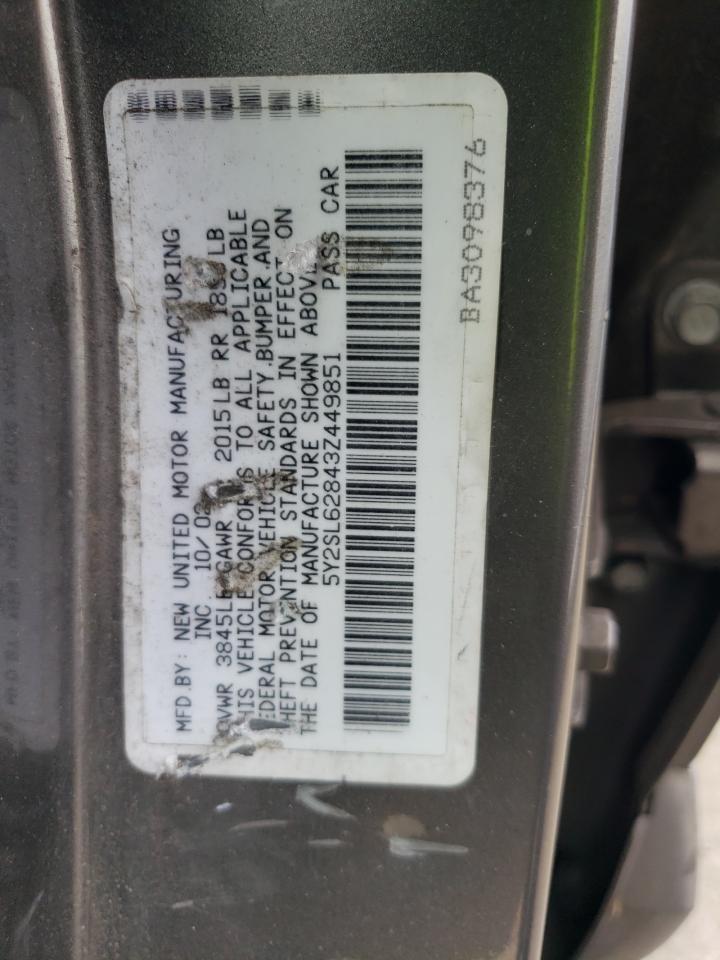 MFD.BY: NEW UNITED MOTOR MANUFACTURING
INC 10/
GVWR 3845LB GAWR 2015LB RR LB
THIS VEHICLE CONFORMS TO ALL APPLICABLE
FEDERAL MOTOR VEHICLE SAFETY.BUMPER.AND
THEFT PREVENTION STANDARDS IN EFFECT ON
THE DATE OF MANUFACTURE SHOWN ABOVE.
5Y2SL62843Z449851 PASS CAR
BA3098376